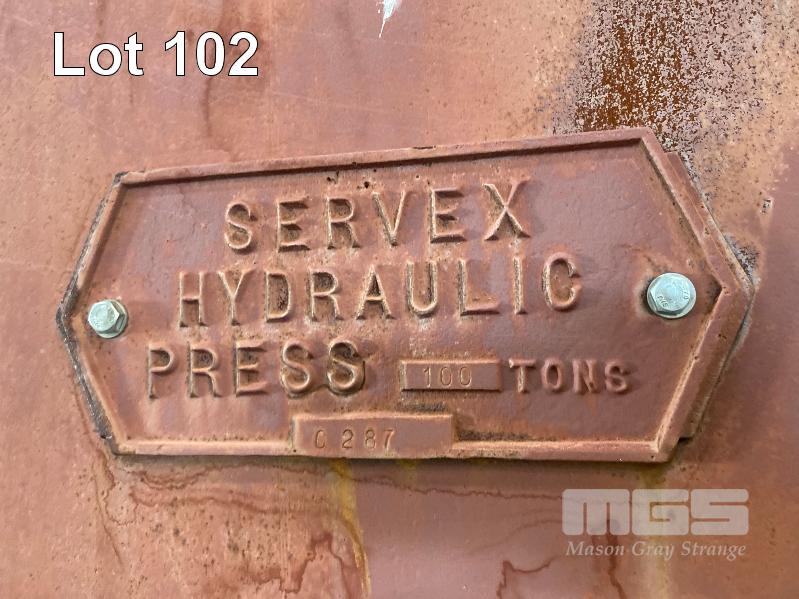 Lot 102
SERVEX
HYDRAULIC
PRESS 100 TONS
C 287
MGS
Mason Gray Strange